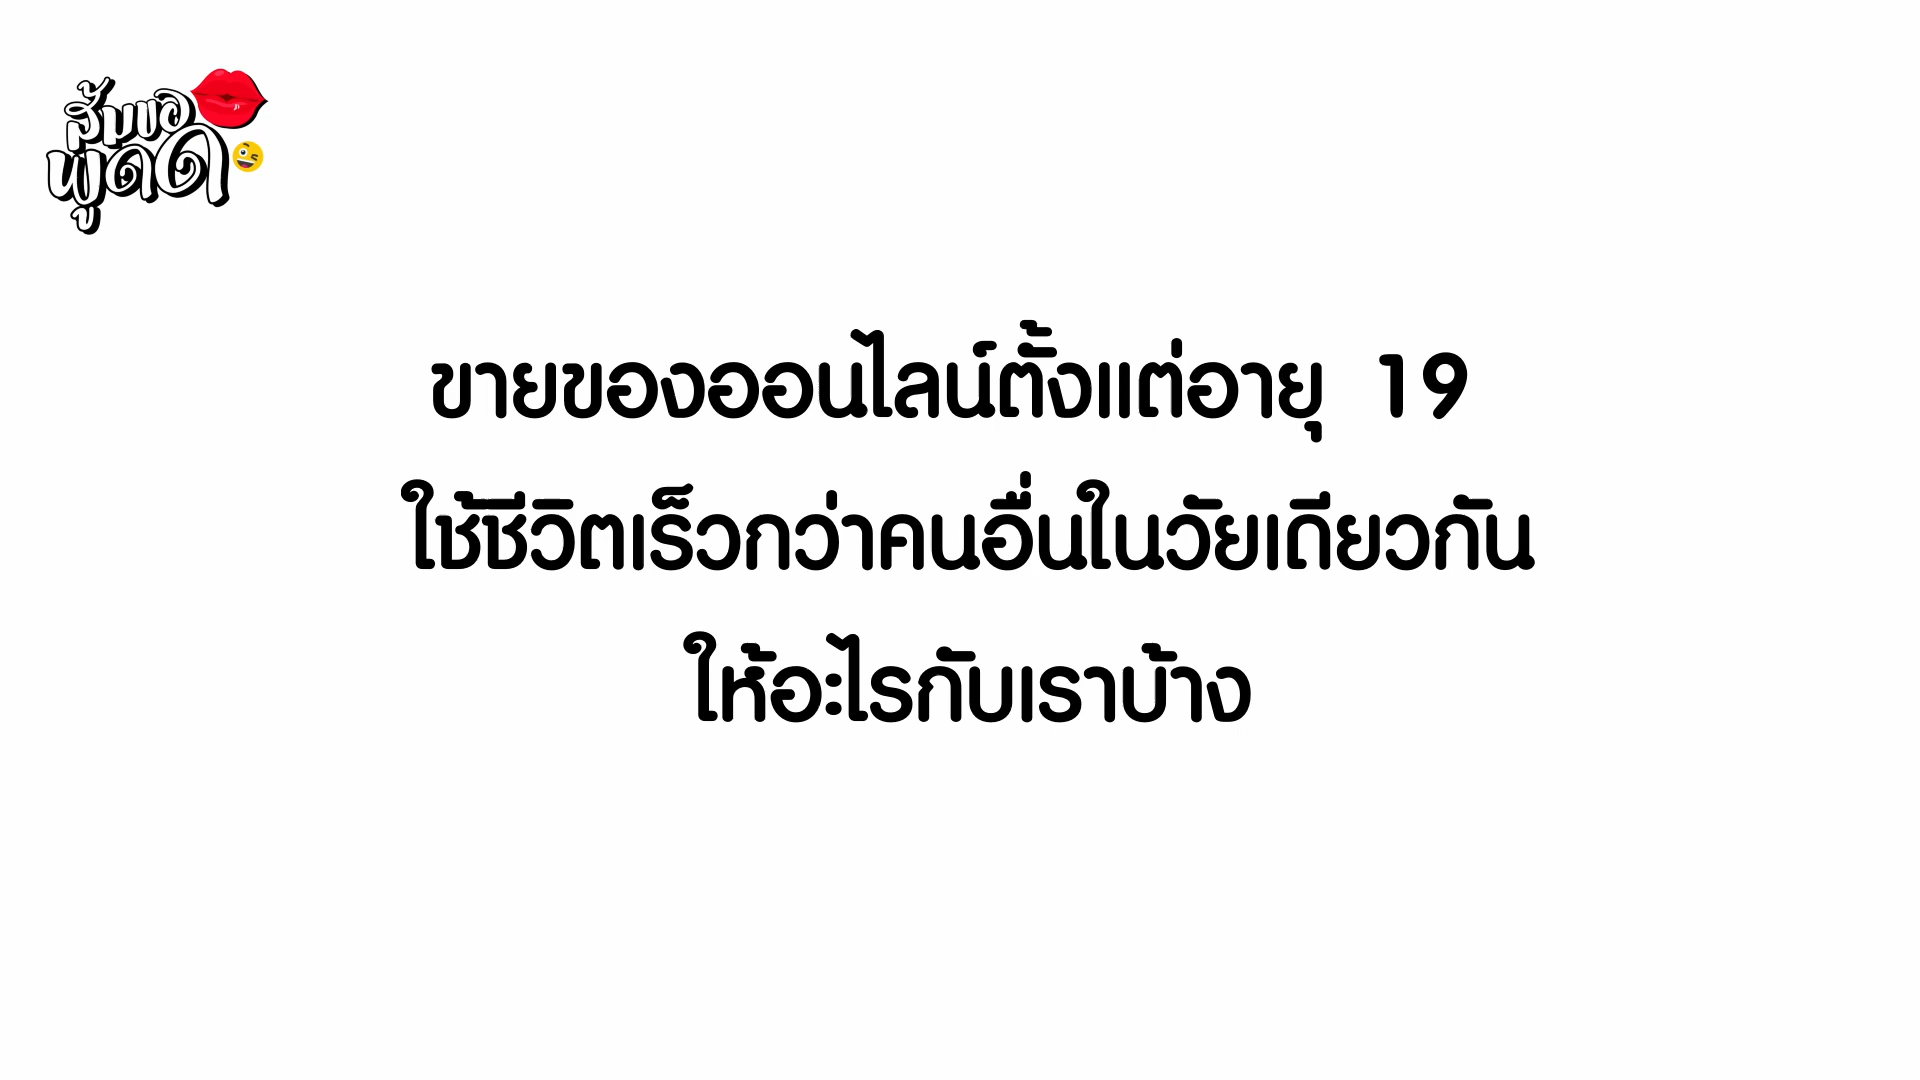 ส้มขอ
พูดด
ขายของออนไลน์ตั้งแต่อายุ 19
ใช้ชีวิตเร็วกว่าคนอื่นในวัยเดียวกัน
ให้อะไรกับเราบ้าง